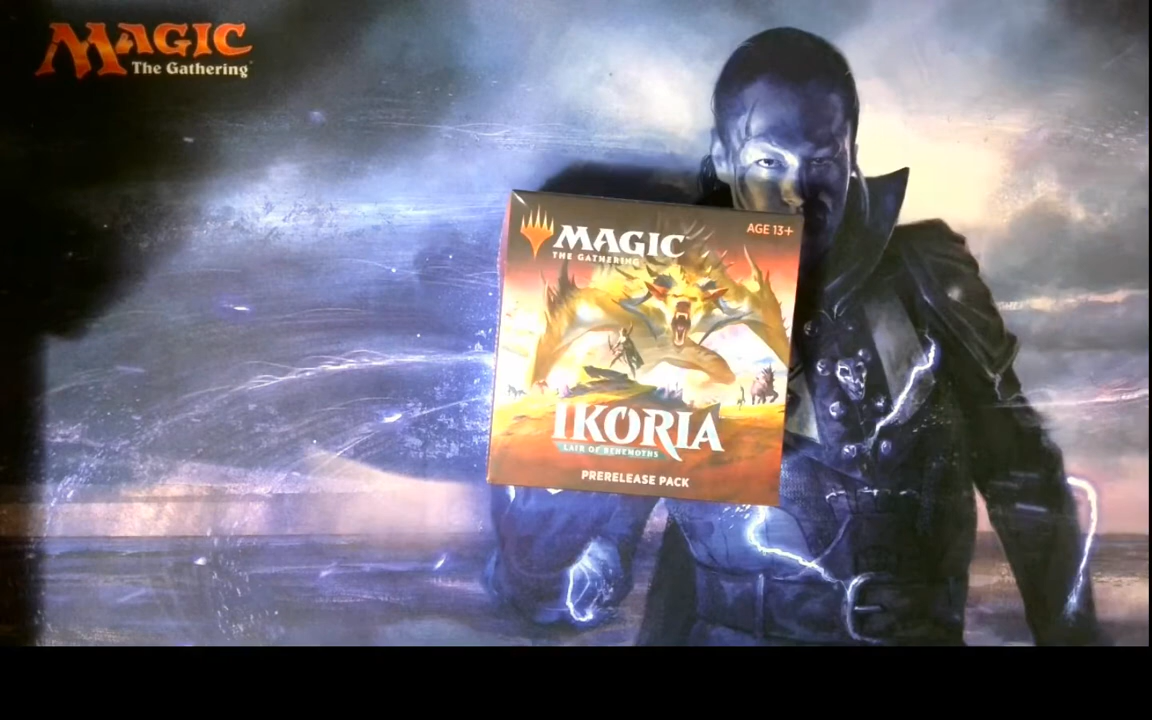 MAGIC
The Gathering
AGE 13+
MAGIC
THE GATHERING
IKORIA
LAIR OF BEHEMOTHS
PRERELEASE PACK